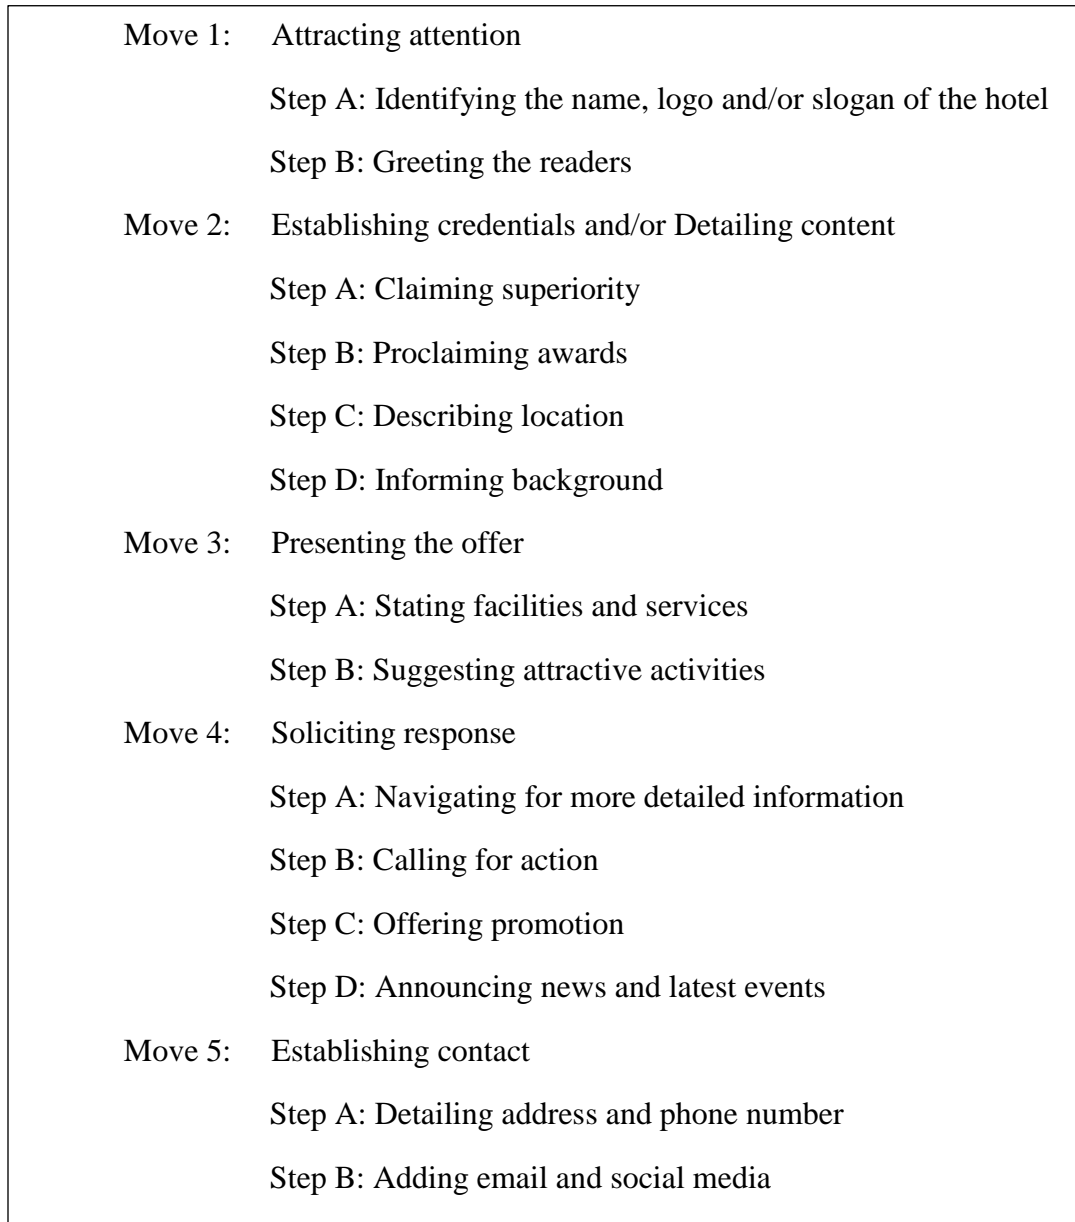 Move 1: Attracting attention
Step A: Identifying the name, logo and/or slogan of the hotel
Step B: Greeting the readers
Move 2: Establishing credentials and/or Detailing content
Step A: Claiming superiority
Step B: Proclaiming awards
Step C: Describing location
Step D: Informing background
Move 3: Presenting the offer
Step A: Stating facilities and services
Step B: Suggesting attractive activities
Move 4: Soliciting response
Step A: Navigating for more detailed information
Step B: Calling for action
Step C: Offering promotion
Step D: Announcing news and latest events
Move 5: Establishing contact
Step A: Detailing address and phone number
Step B: Adding email and social media